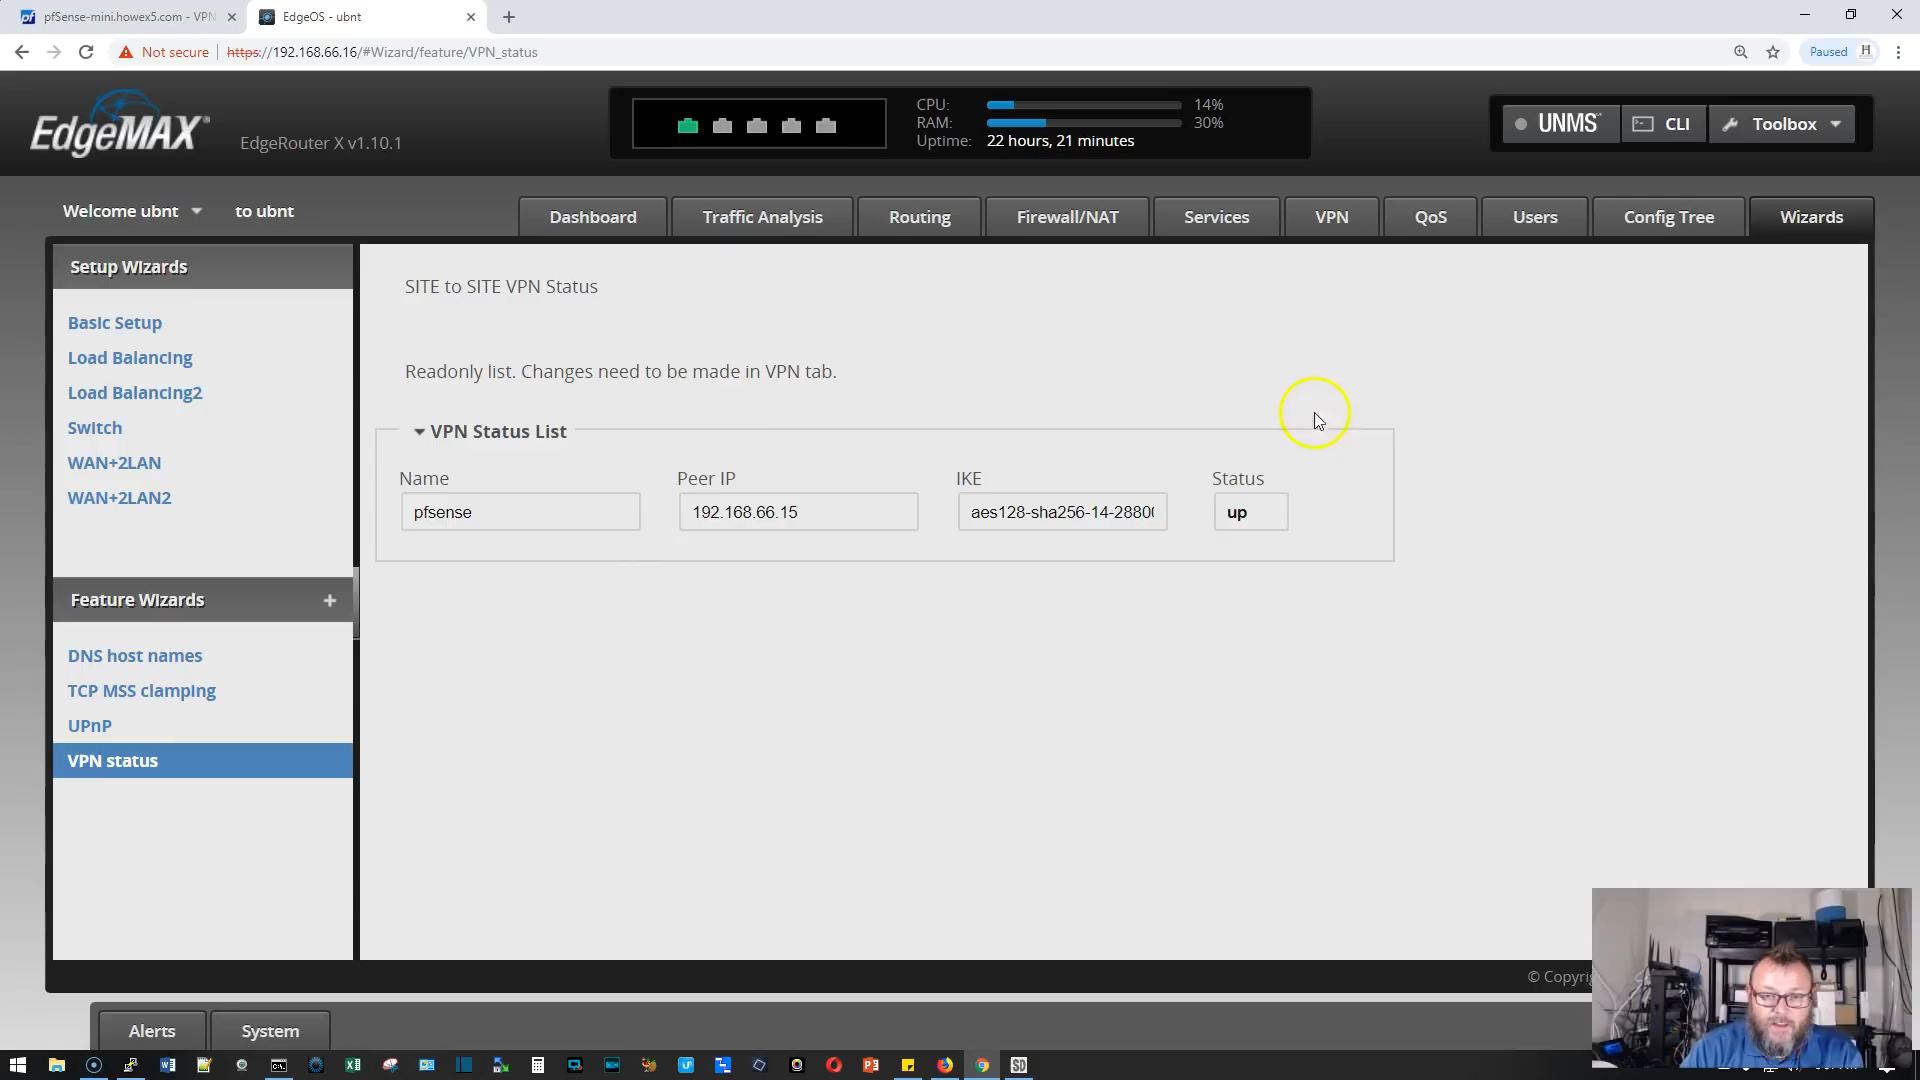 pfSense-mini.howex5.com - VPN
EdgeOS - ubnt
Not secure
https://192.168.66.16/#Wizard/feature/VPN_status
Paused
H
EdgeMAX
EdgeRouter X v1.10.1
CPU: 14%
RAM: 30%
Uptime: 22 hours, 21 minutes
UNMS
CLI
Toolbox
Welcome ubnt
to ubnt
Dashboard
Traffic Analysis
Routing
Firewall/NAT
Services
VPN
QoS
Users
Config Tree
Wizards
Setup Wizards
Basic Setup
Load Balancing
Load Balancing2
Switch
WAN+2LAN
WAN+2LAN2
Feature Wizards
DNS host names
TCP MSS clamping
UPnP
VPN status
SITE to SITE VPN Status
Readonly list. Changes need to be made in VPN tab.
VPN Status List
Name
Peer IP
IKE
Status
pfsense
192.168.66.15
aes128-sha256-14-2880
up
© Copyri
Alerts
System